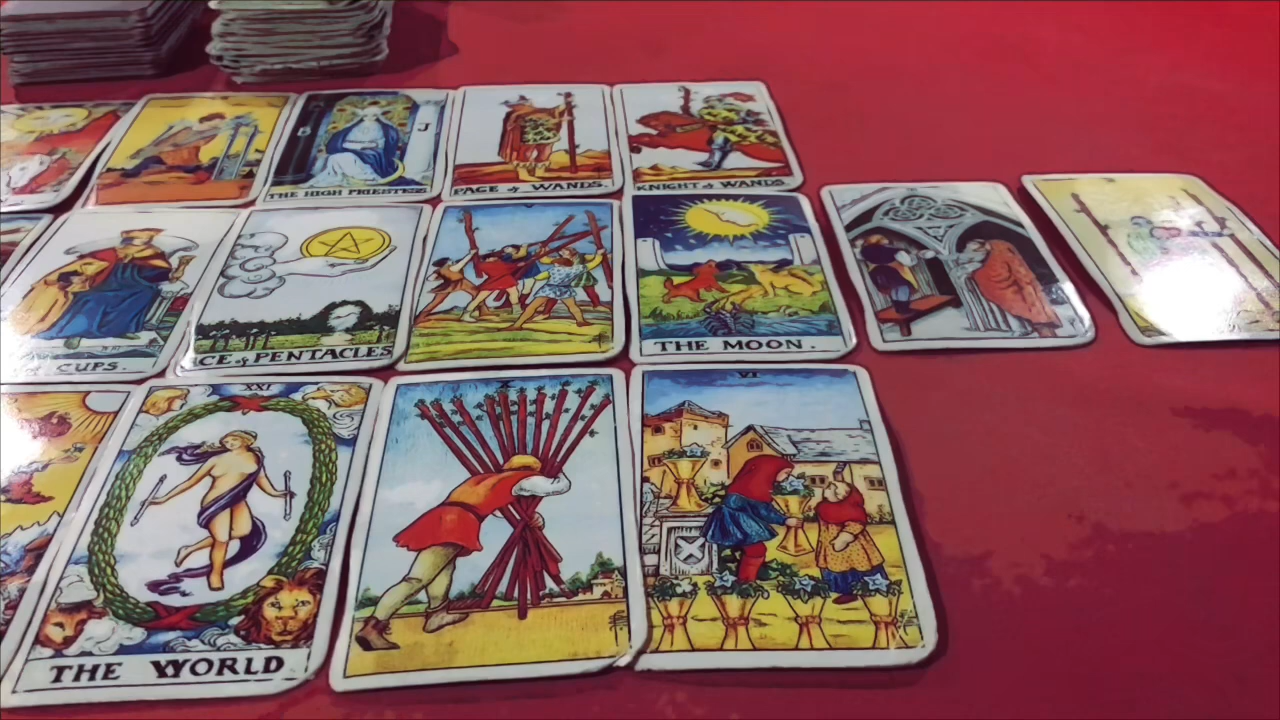 B J
THE HIGH PRIESTESS
PAGE of WANDS.
KNIGHT of WANDS
CUPS.
ACE of PENTACLES
THE MOON.
XXI
X
VI
THE WORLD